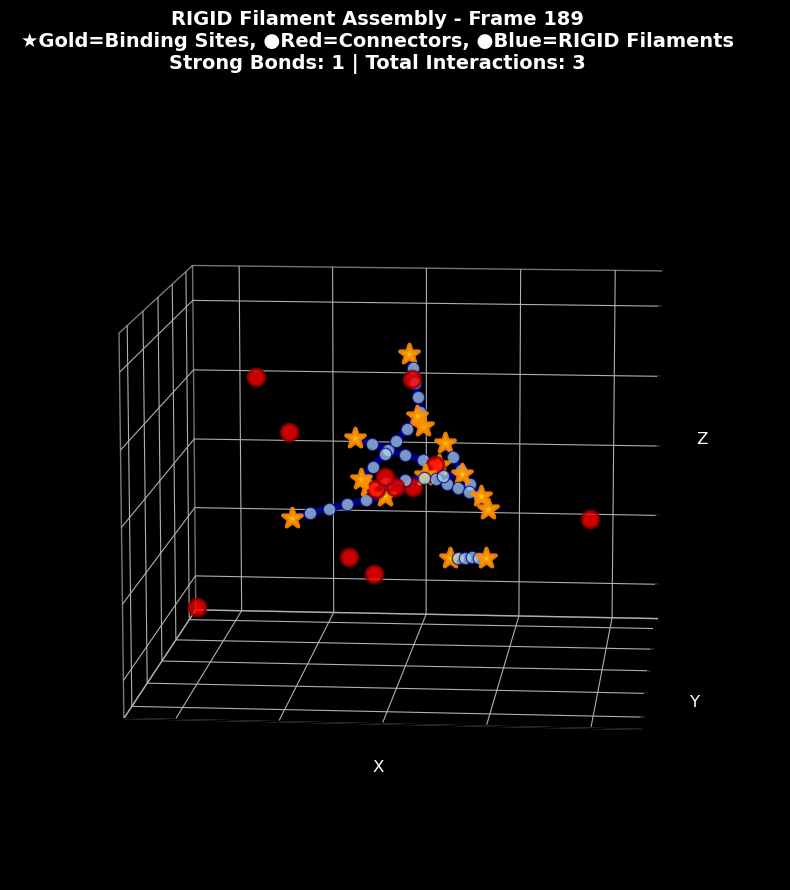 RIGID Filament Assembly - Frame 189
★Gold=Binding Sites, ●Red=Connectors, ●Blue=RIGID Filaments
Strong Bonds: 1 | Total Interactions: 3
Z
Y
X